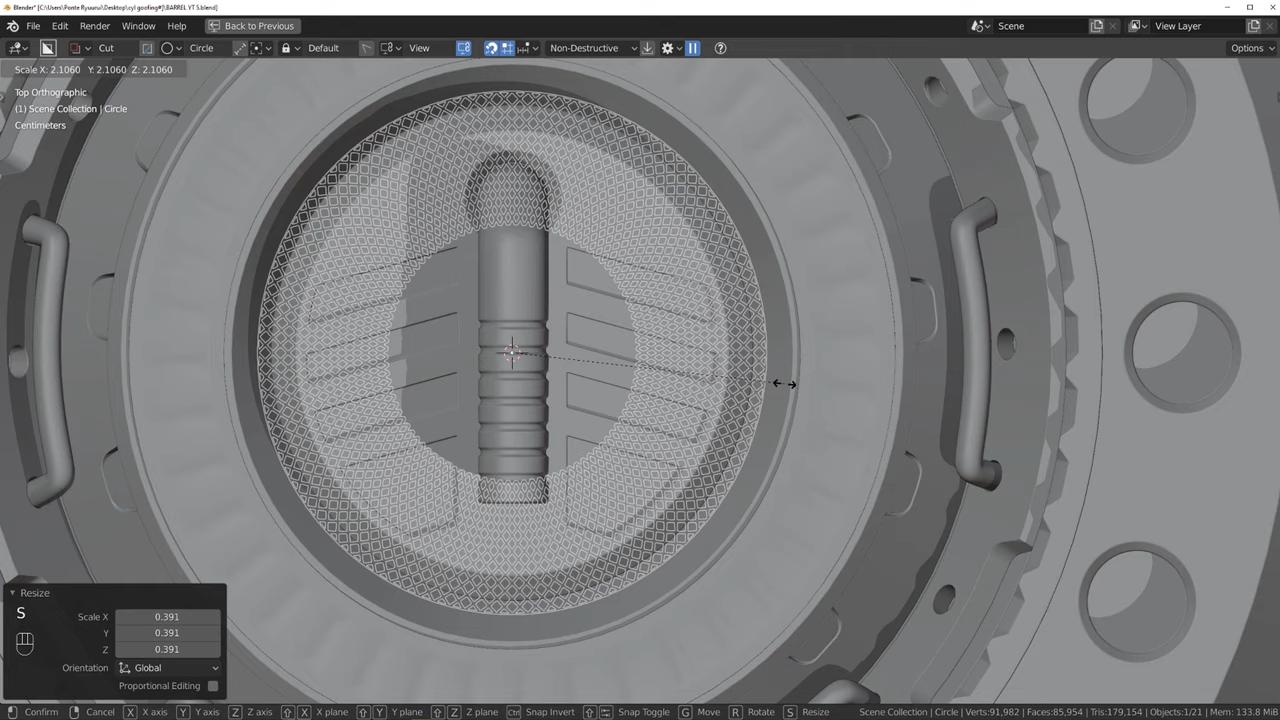 Blender* [C:\Users\Ponte Ryuurui\Desktop\cyl goofing#]\BARREL YT 5.blend]
File Edit Render Window Help Back to Previous Scene View Layer
Cut Circle Default View Non-Destructive Options
Scale X: 2.1060 Y: 2.1060 Z: 2.1060
Top Orthographic
(1) Scene Collection | Circle
Centimeters
Resize
S
Scale X 0.391
Y 0.391
Z 0.391
Orientation Global
Proportional Editing
Confirm Cancel X X axis Y Y axis Z Z axis X X plane Y Y plane Z Z plane Ctrl Snap Invert Snap Toggle G Move R Rotate S Resize Scene Collection | Circle | Verts:91,982 | Faces:85,954 | Tris:179,154 | Objects:1/21 | Mem: 133.8 MiB